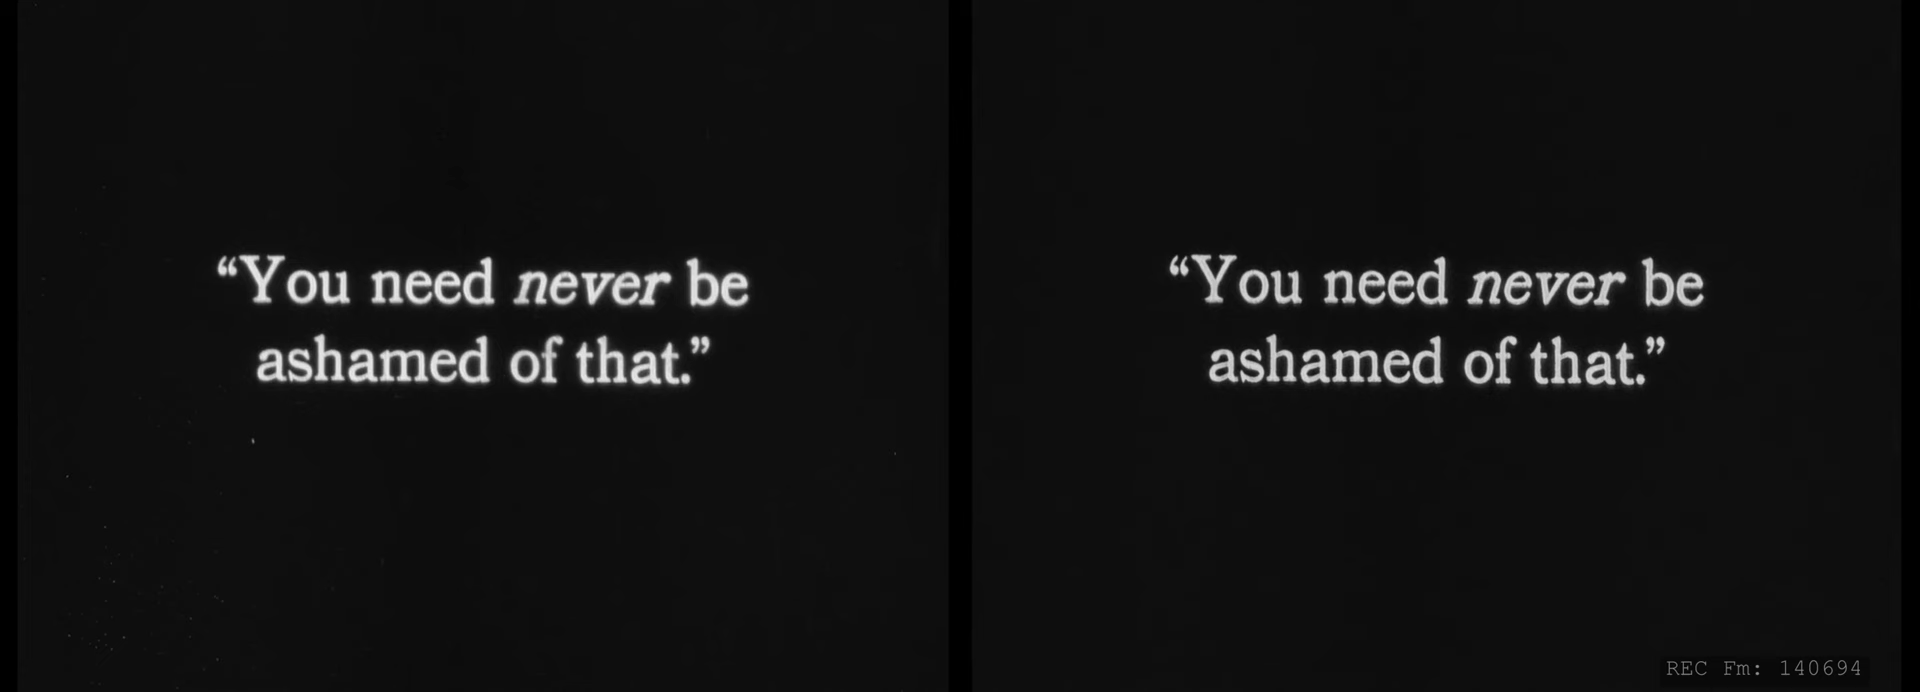 “You need never be
ashamed of that.”
“You need never be
ashamed of that.”
REC Fm: 140694